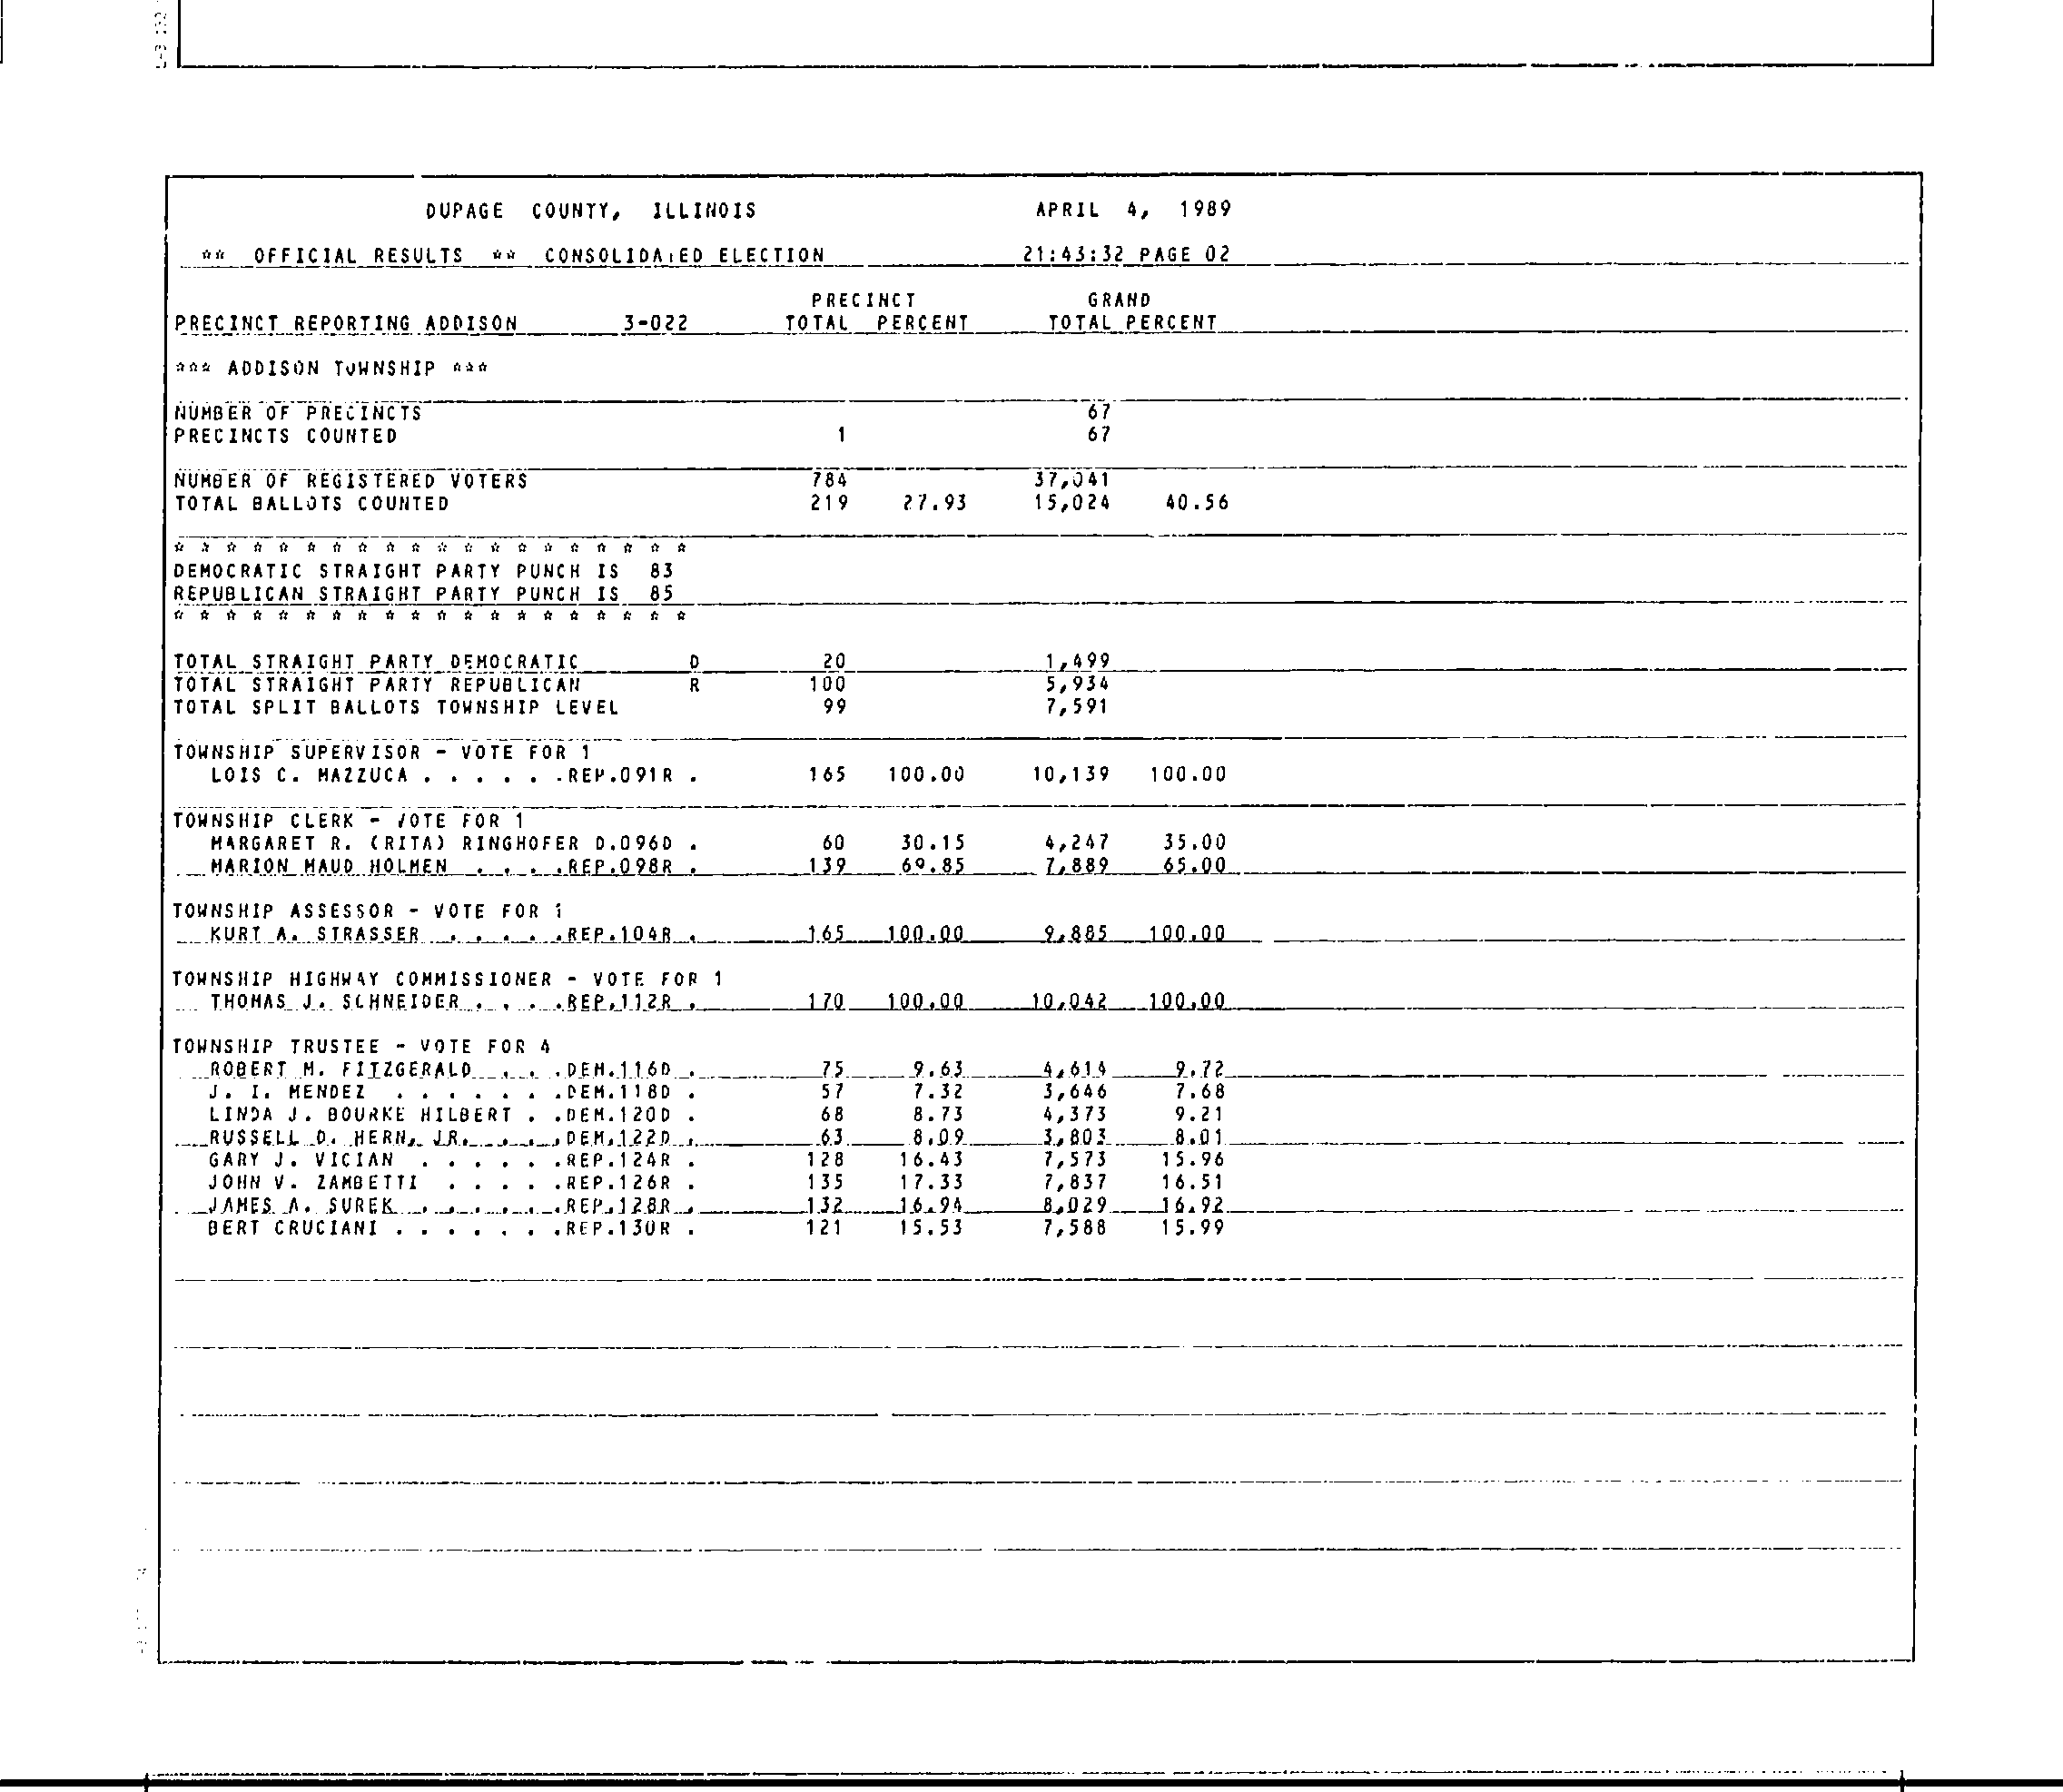 DUPAGE COUNTY, ILLINOIS APRIL 4, 1989
** OFFICIAL RESULTS ** CONSOLIDATED ELECTION 21:43:32 PAGE 02
PRECINCT GRAND
PRECINCT REPORTING ADDISON 3-022 TOTAL PERCENT TOTAL PERCENT
*** ADDISON TOWNSHIP ***
NUMBER OF PRECINCTS 67
PRECINCTS COUNTED 1 67
NUMBER OF REGISTERED VOTERS 784 37,041
TOTAL BALLOTS COUNTED 219 27.93 15,024 40.56
* * * * * * * * * * * * * * * * * * * *
DEMOCRATIC STRAIGHT PARTY PUNCH IS 83
REPUBLICAN STRAIGHT PARTY PUNCH IS 85
* * * * * * * * * * * * * * * * * * * *
TOTAL STRAIGHT PARTY DEMOCRATIC D 20 1,499
TOTAL STRAIGHT PARTY REPUBLICAN R 100 5,934
TOTAL SPLIT BALLOTS TOWNSHIP LEVEL 99 7,591
TOWNSHIP SUPERVISOR - VOTE FOR 1
LOIS C. MAZZUCA . . . . . .REP.091R . 165 100.00 10,139 100.00
TOWNSHIP CLERK - VOTE FOR 1
MARGARET R. (RITA) RINGHOFER D.096D . 60 30.15 4,247 35.00
MARION MAUD HOLMEN . . . .REP.098R . 139 69.85 7,889 65.00
TOWNSHIP ASSESSOR - VOTE FOR 1
KURT A. STRASSER . . . . .REP.104R . 165 100.00 9,885 100.00
TOWNSHIP HIGHWAY COMMISSIONER - VOTE FOR 1
THOMAS J. SCHNEIDER . . . .REP.112R . 170 100.00 10,042 100.00
TOWNSHIP TRUSTEE - VOTE FOR 4
ROBERT M. FITZGERALD . . .DEM.116D . 75 9.63 4,614 9.72
J. I. MENDEZ . . . . . . .DEM.118D . 57 7.32 3,646 7.68
LINDA J. BOURKE HILBERT . .DEM.120D . 68 8.73 4,373 9.21
RUSSELL D. HERN, JR. . . .DEM.122D . 63 8.09 3,803 8.01
GARY J. VICIAN . . . . . .REP.124R . 128 16.43 7,573 15.96
JOHN V. ZAMBETTI . . . . .REP.126R . 135 17.33 7,837 16.51
JAMES A. SUREK . . . . . .REP.128R . 132 16.94 8,029 16.92
BERT CRUCIANI . . . . . . .REP.130R . 121 15.53 7,588 15.99